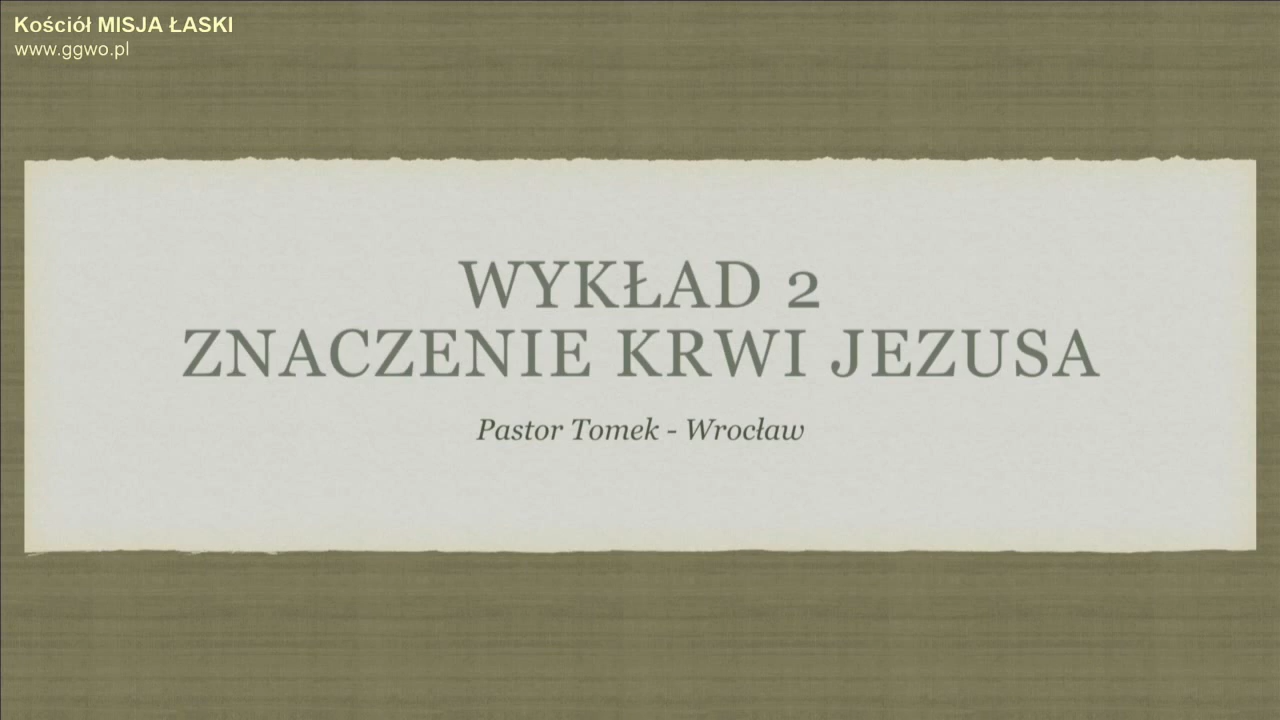 Kościół MISJA ŁASKI
www.ggwo.pl
WYKŁAD 2
ZNACZENIE KRWI JEZUSA
Pastor Tomek - Wrocław